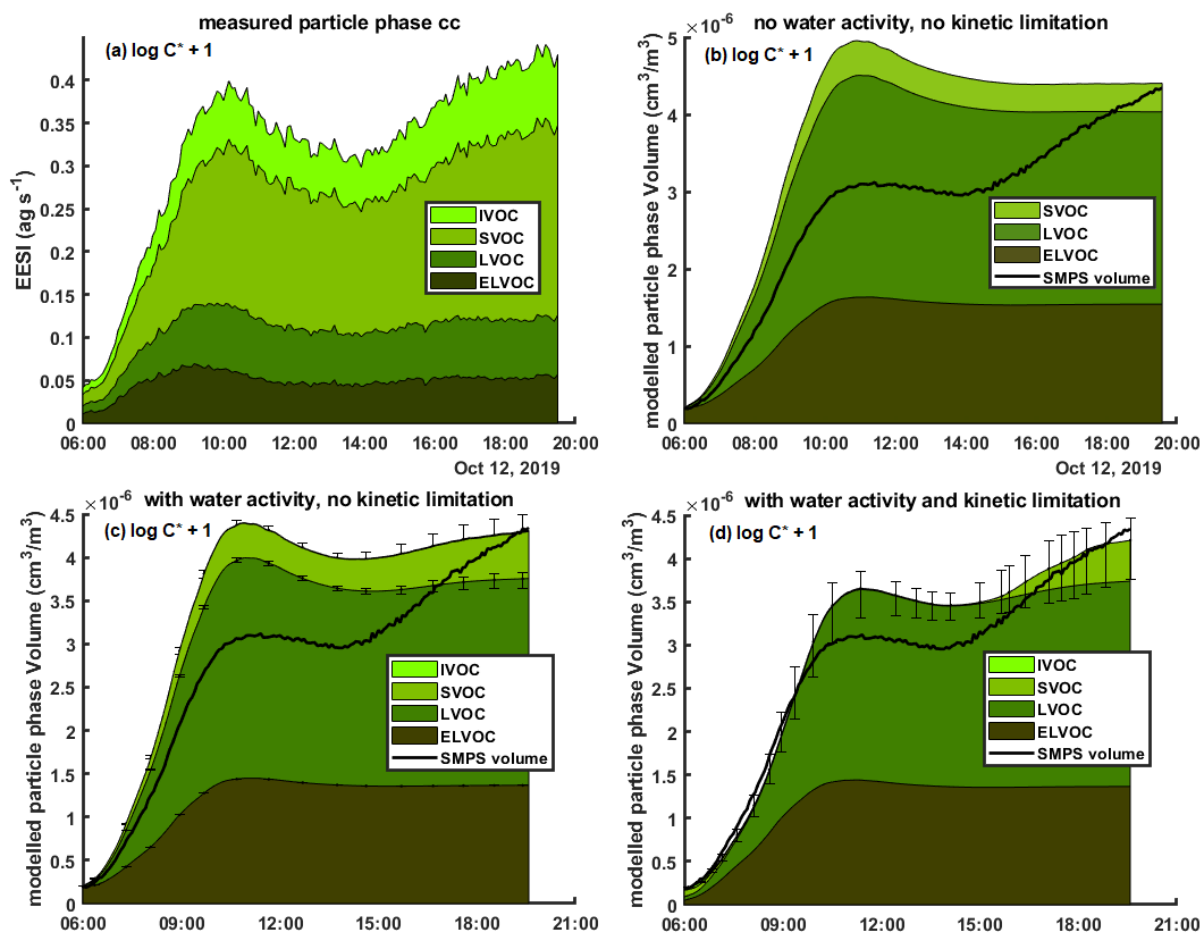 measured particle phase cc
(a) log C* + 1
EESI (ag s⁻¹)
0.4
0.35
0.3
0.25
0.2
0.15
0.1
0.05
0
IVOC
SVOC
LVOC
ELVOC
06:00 08:00 10:00 12:00 14:00 16:00 18:00 20:00
Oct 12, 2019
no water activity, no kinetic limitation
×10⁻⁶
(b) log C* + 1
modelled particle phase Volume (cm³/m³)
5
4
3
2
1
0
SVOC
LVOC
ELVOC
SMPS volume
06:00 08:00 10:00 12:00 14:00 16:00 18:00 20:00
Oct 12, 2019
with water activity, no kinetic limitation
×10⁻⁶
(c) log C* + 1
modelled particle phase Volume (cm³/m³)
4.5
4
3.5
3
2.5
2
1.5
1
0.5
0
IVOC
SVOC
LVOC
ELVOC
SMPS volume
06:00 09:00 12:00 15:00 18:00 21:00
with water activity and kinetic limitation
×10⁻⁶
(d) log C* + 1
modelled particle phase Volume (cm³/m³)
4.5
4
3.5
3
2.5
2
1.5
1
0.5
0
IVOC
SVOC
LVOC
ELVOC
SMPS volume
06:00 09:00 12:00 15:00 18:00 21:00